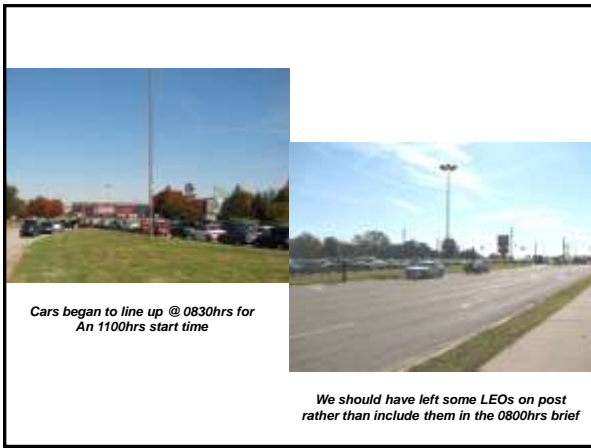 Cars began to line up @ 0830hrs for
An 1100hrs start time
We should have left some LEOs on post
rather than include them in the 0800hrs brief